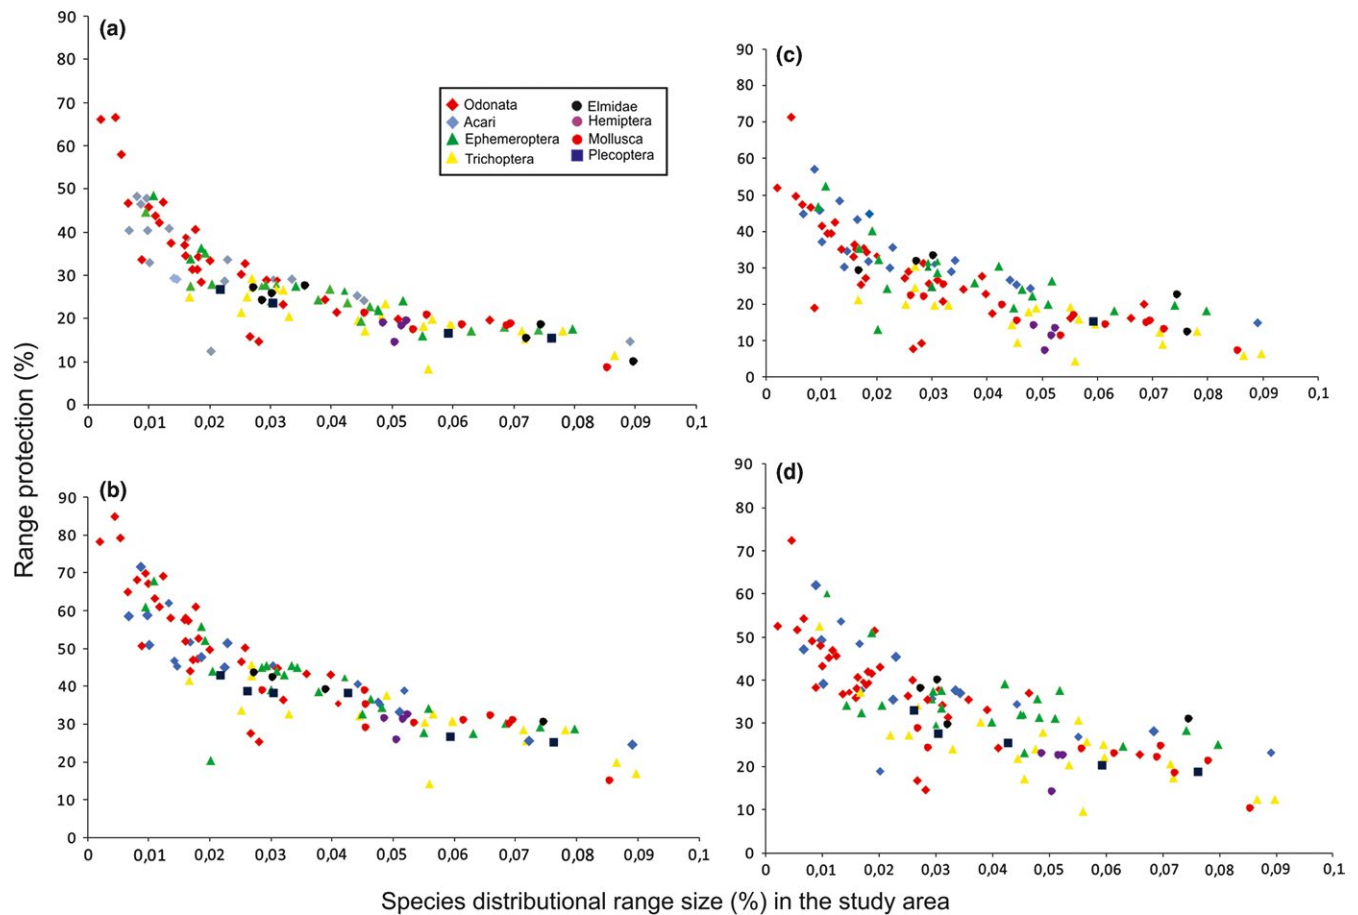 (a)
90
80
70
60
50
40
30
20
10
0
0 0,01 0,02 0,03 0,04 0,05 0,06 0,07 0,08 0,09 0,1
Odonata Elmidae
Acari Hemiptera
Ephemeroptera Mollusca
Trichoptera Plecoptera
(c)
90
80
70
60
50
40
30
20
10
0
0 0,01 0,02 0,03 0,04 0,05 0,06 0,07 0,08 0,09 0,1
Range protection (%)
(b)
90
80
70
60
50
40
30
20
10
0
0 0,01 0,02 0,03 0,04 0,05 0,06 0,07 0,08 0,09 0,1
(d)
90
80
70
60
50
40
30
20
10
0
0 0,01 0,02 0,03 0,04 0,05 0,06 0,07 0,08 0,09 0,1
Species distributional range size (%) in the study area